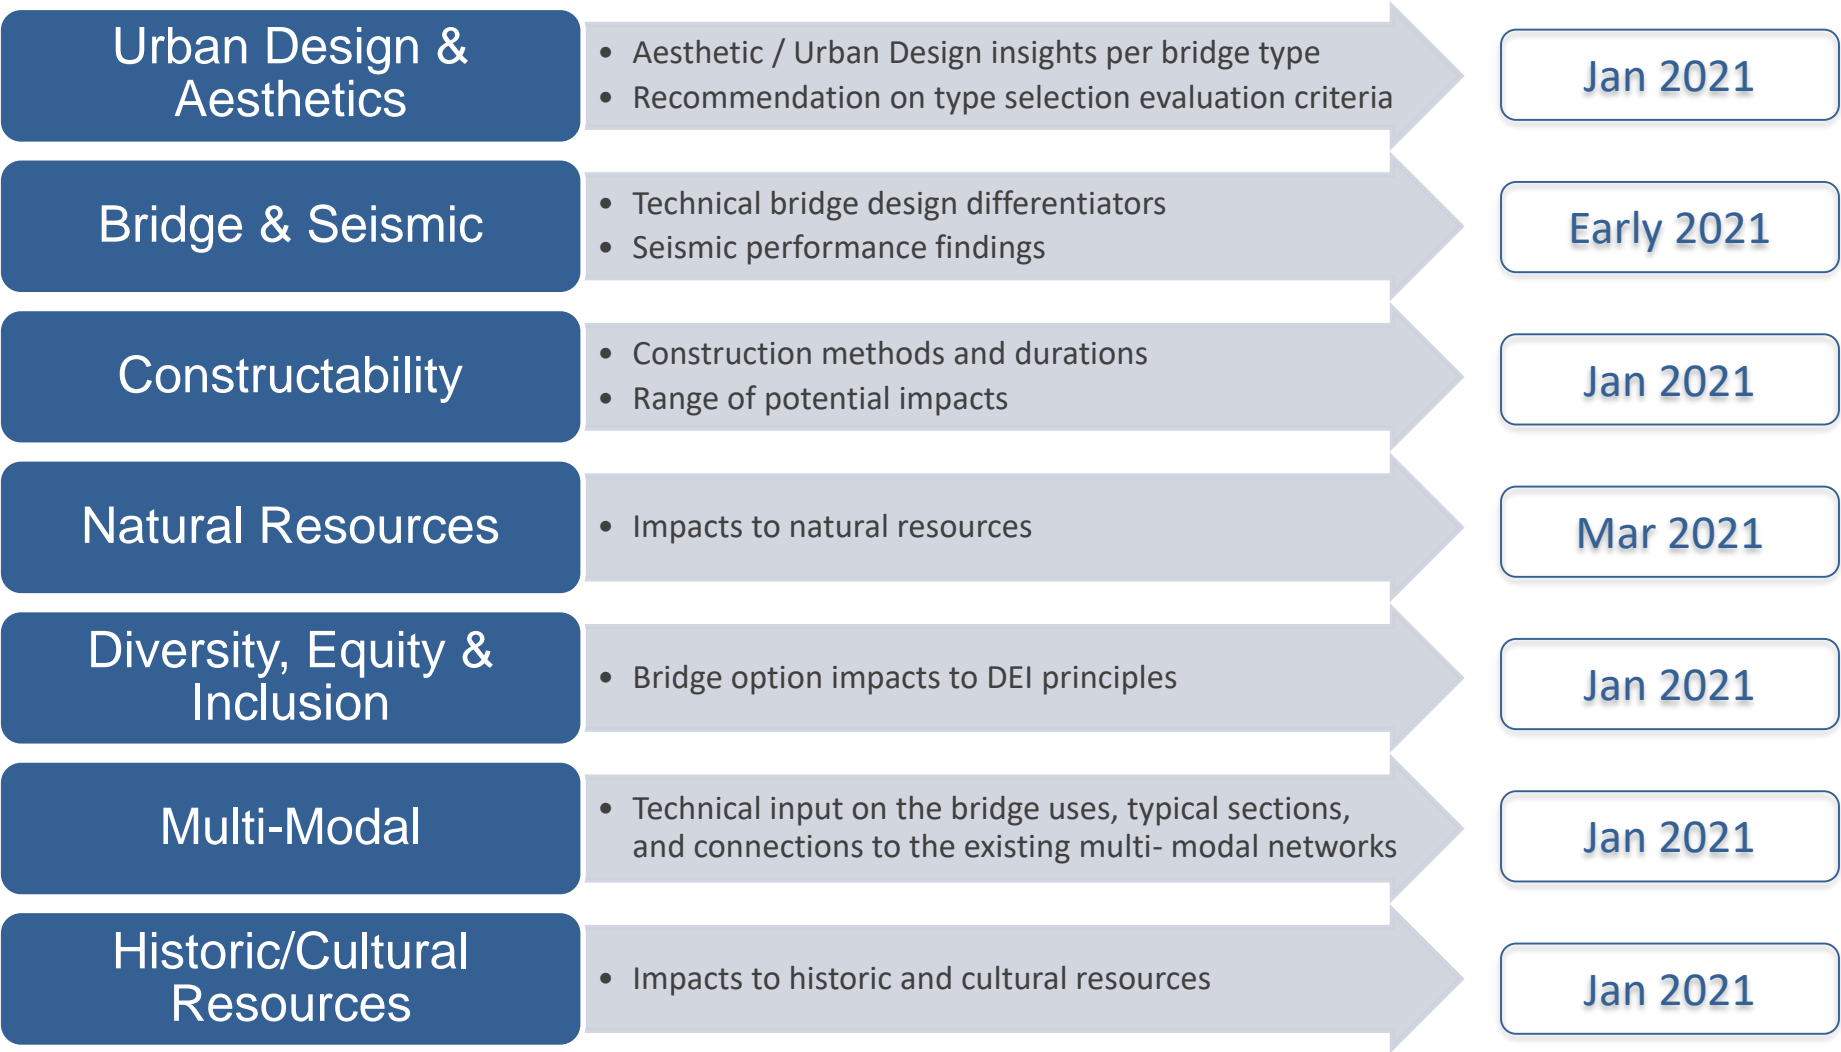 Urban Design &
Aesthetics
• Aesthetic / Urban Design insights per bridge type
• Recommendation on type selection evaluation criteria
Jan 2021
Bridge & Seismic
• Technical bridge design differentiators
• Seismic performance findings
Early 2021
Constructability
• Construction methods and durations
• Range of potential impacts
Jan 2021
Natural Resources
• Impacts to natural resources
Mar 2021
Diversity, Equity &
Inclusion
• Bridge option impacts to DEI principles
Jan 2021
Multi-Modal
• Technical input on the bridge uses, typical sections,
and connections to the existing multi- modal networks
Jan 2021
Historic/Cultural
Resources
• Impacts to historic and cultural resources
Jan 2021